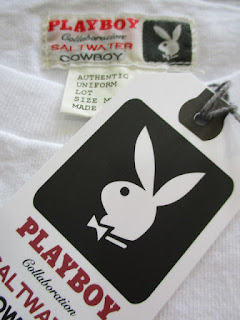 PLAYBOY
Collaboration
SALTWATER
COWBOY
AUTHENTIC
UNIFORM
LOT
SIZE M
MADE
PLAYBOY
Collaboration
SALTWATER